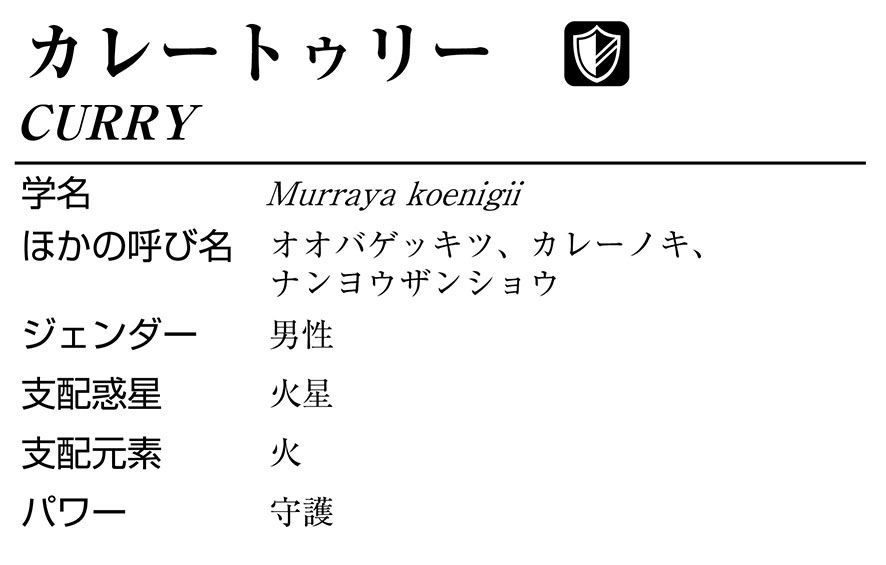 カレートゥリー
CURRY
学名 Murraya koenigii
ほかの呼び名 オオバゲッキツ、カレーノキ、
ナンヨウザンショウ
ジェンダー 男性
支配惑星 火星
支配元素 火
パワー 守護